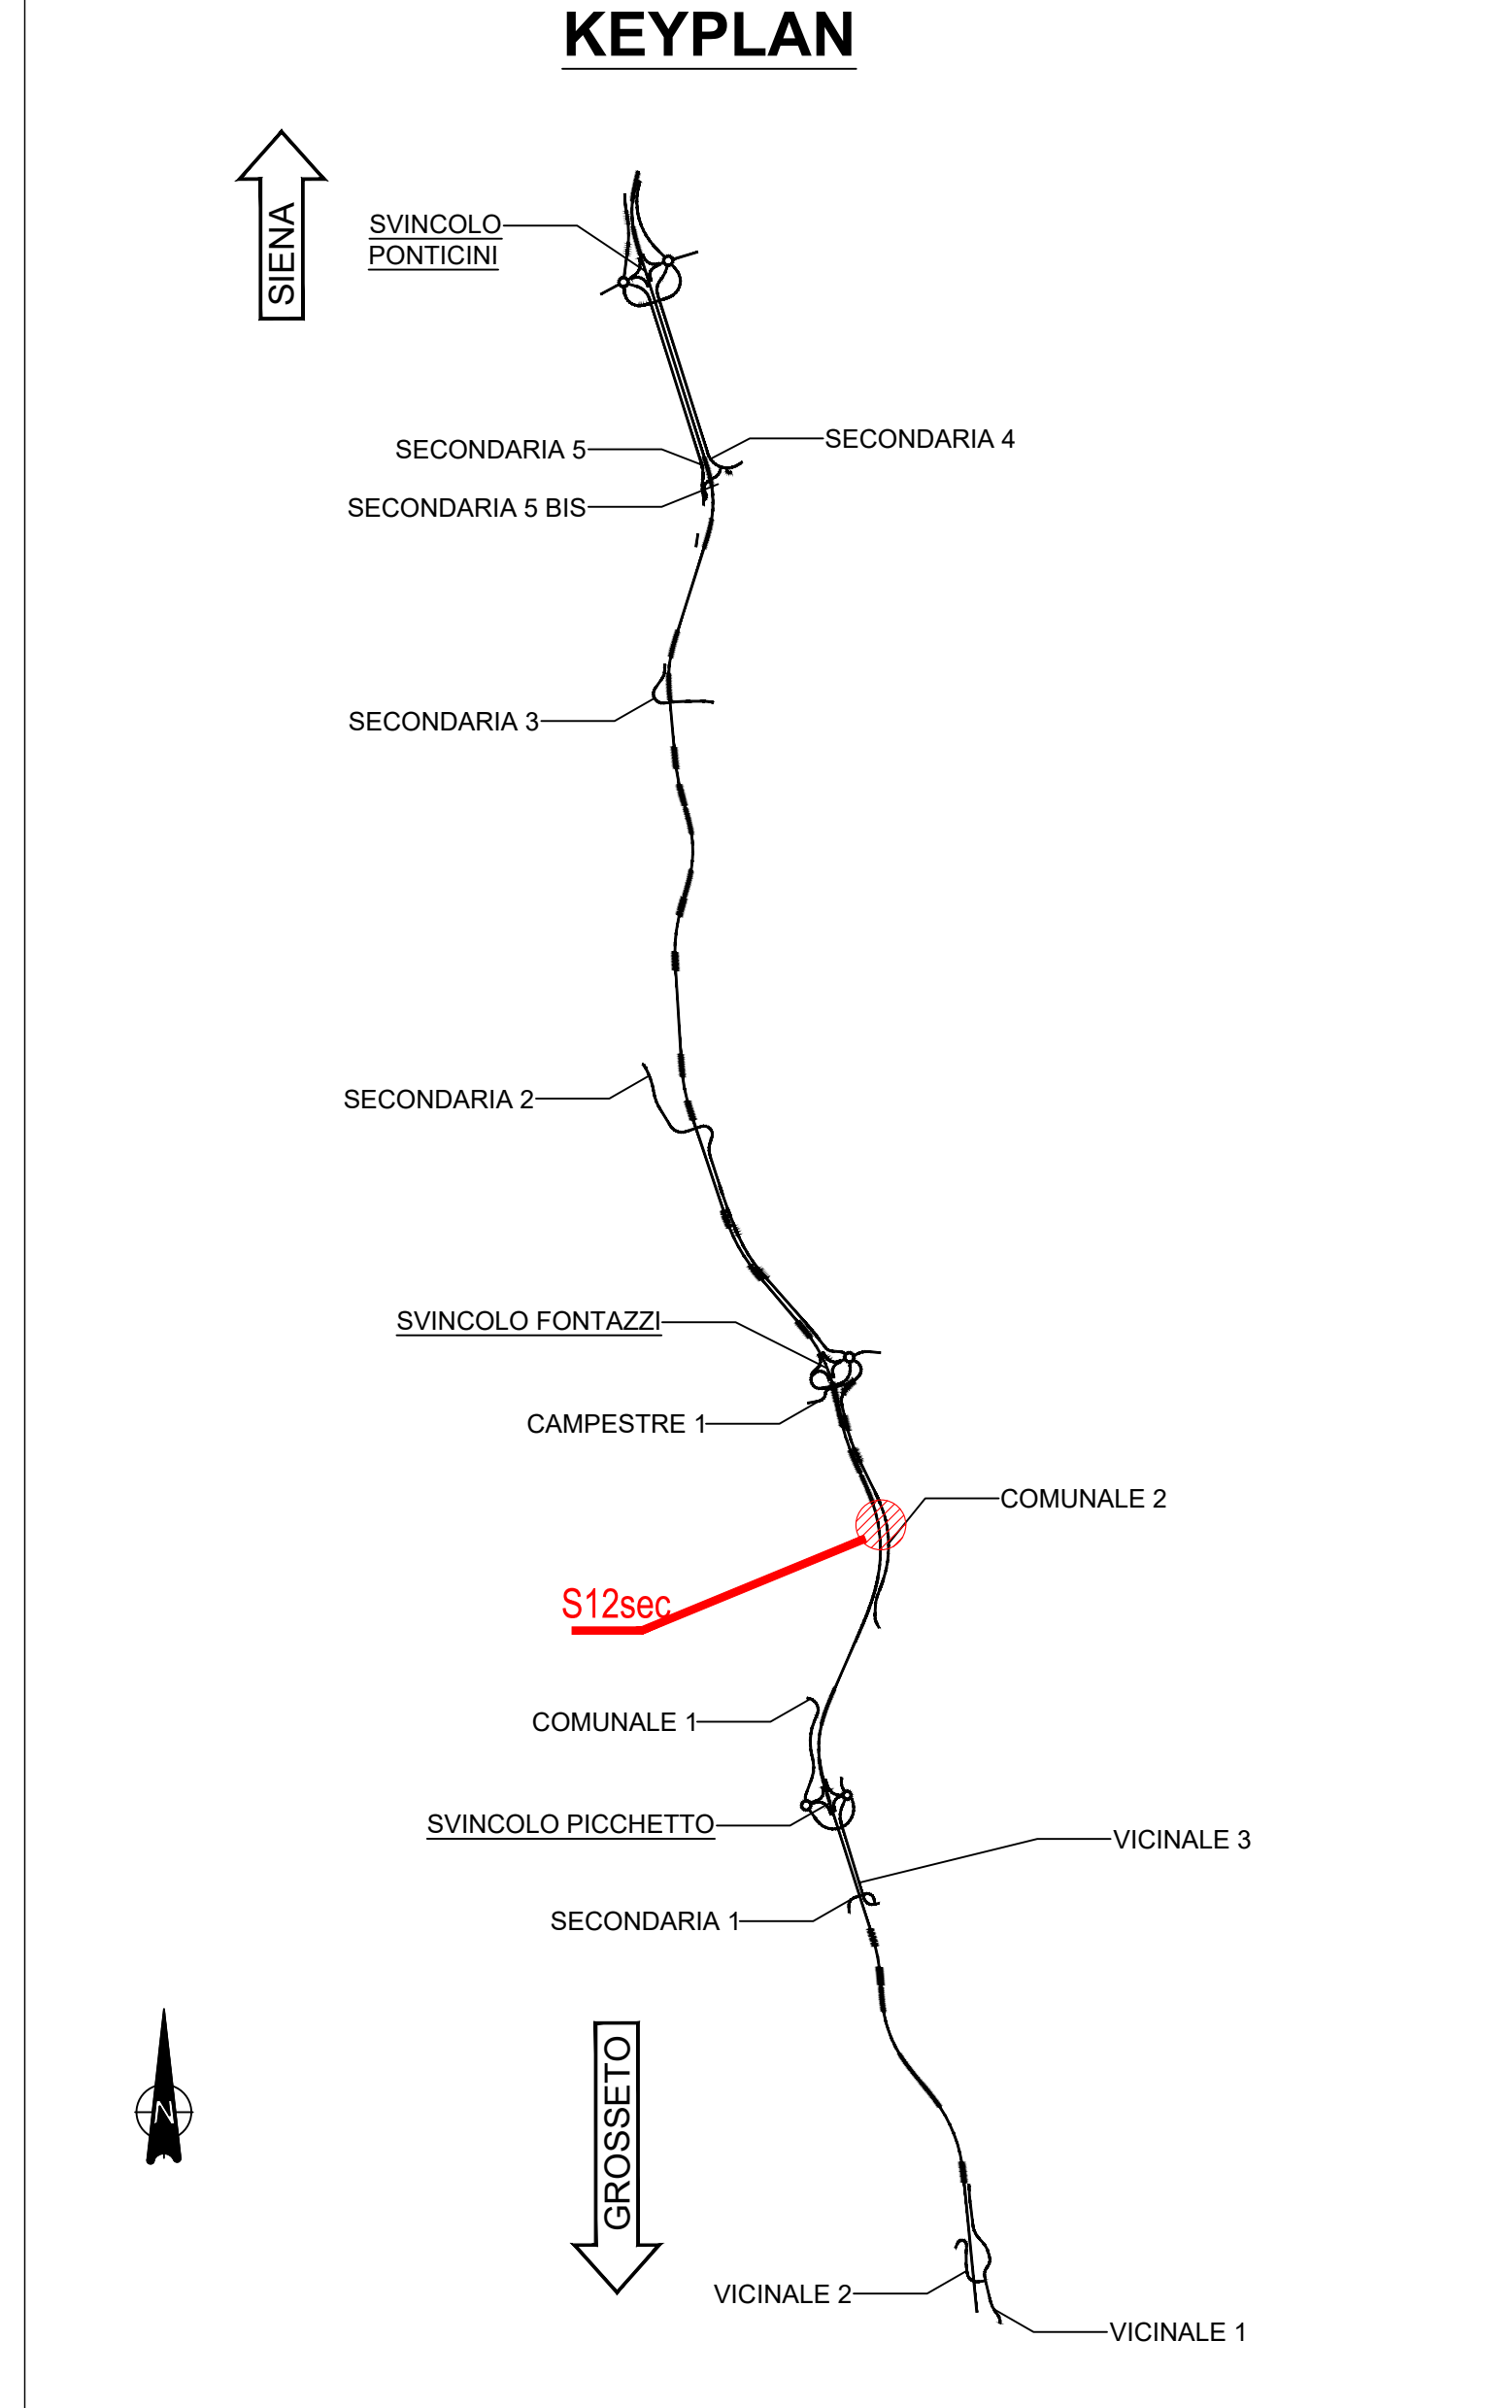 KEYPLAN
SIENA
SVINCOLO
PONTICINI
SECONDARIA 4
SECONDARIA 5
SECONDARIA 5 BIS
SECONDARIA 3
SECONDARIA 2
SVINCOLO FONTAZZI
CAMPESTRE 1
COMUNALE 2
S12sec
COMUNALE 1
SVINCOLO PICCHETTO
VICINALE 3
SECONDARIA 1
GROSSETO
N
VICINALE 2
VICINALE 1